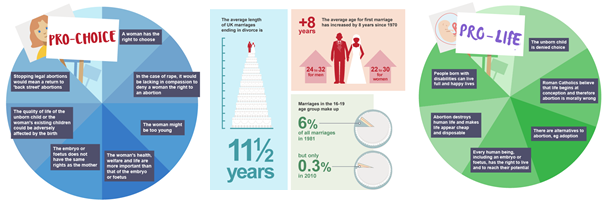 PRO-CHOICE
A woman has the
right to choose
Stopping legal abortions
would mean a return to
'back street' abortions
In the case of rape, it would
be lacking in compassion to
deny a woman the right to
an abortion
The quality of life of the
unborn child or the
woman's existing children
could be adversely
affected by the birth
The woman might
be too young
The embryo or
foetus does not
have the same
rights as the mother
The woman's health,
welfare and life are
more important than
that of the embryo
or foetus
The average length
of UK marriages
ending in divorce is
11½
years
+8
years
The average age for first marriage
has increased by 8 years since 1970
24 to 32
for men
22 to 30
for women
Marriages in the 16-19
age group make up
6%
of all marriages
in 1981
but only
0.3%
in 2010
PRO-LIFE
The unborn child
is denied choice
People born with
disabilities can live
full and happy lives
Roman Catholics believe
that life begins at
conception and therefore
abortion is morally wrong
Abortion destroys
human life and makes
life appear cheap
and disposable
There are alternatives to
abortion, eg adoption
Every human being,
including an embryo or
foetus, has the right to live
and to reach their potential